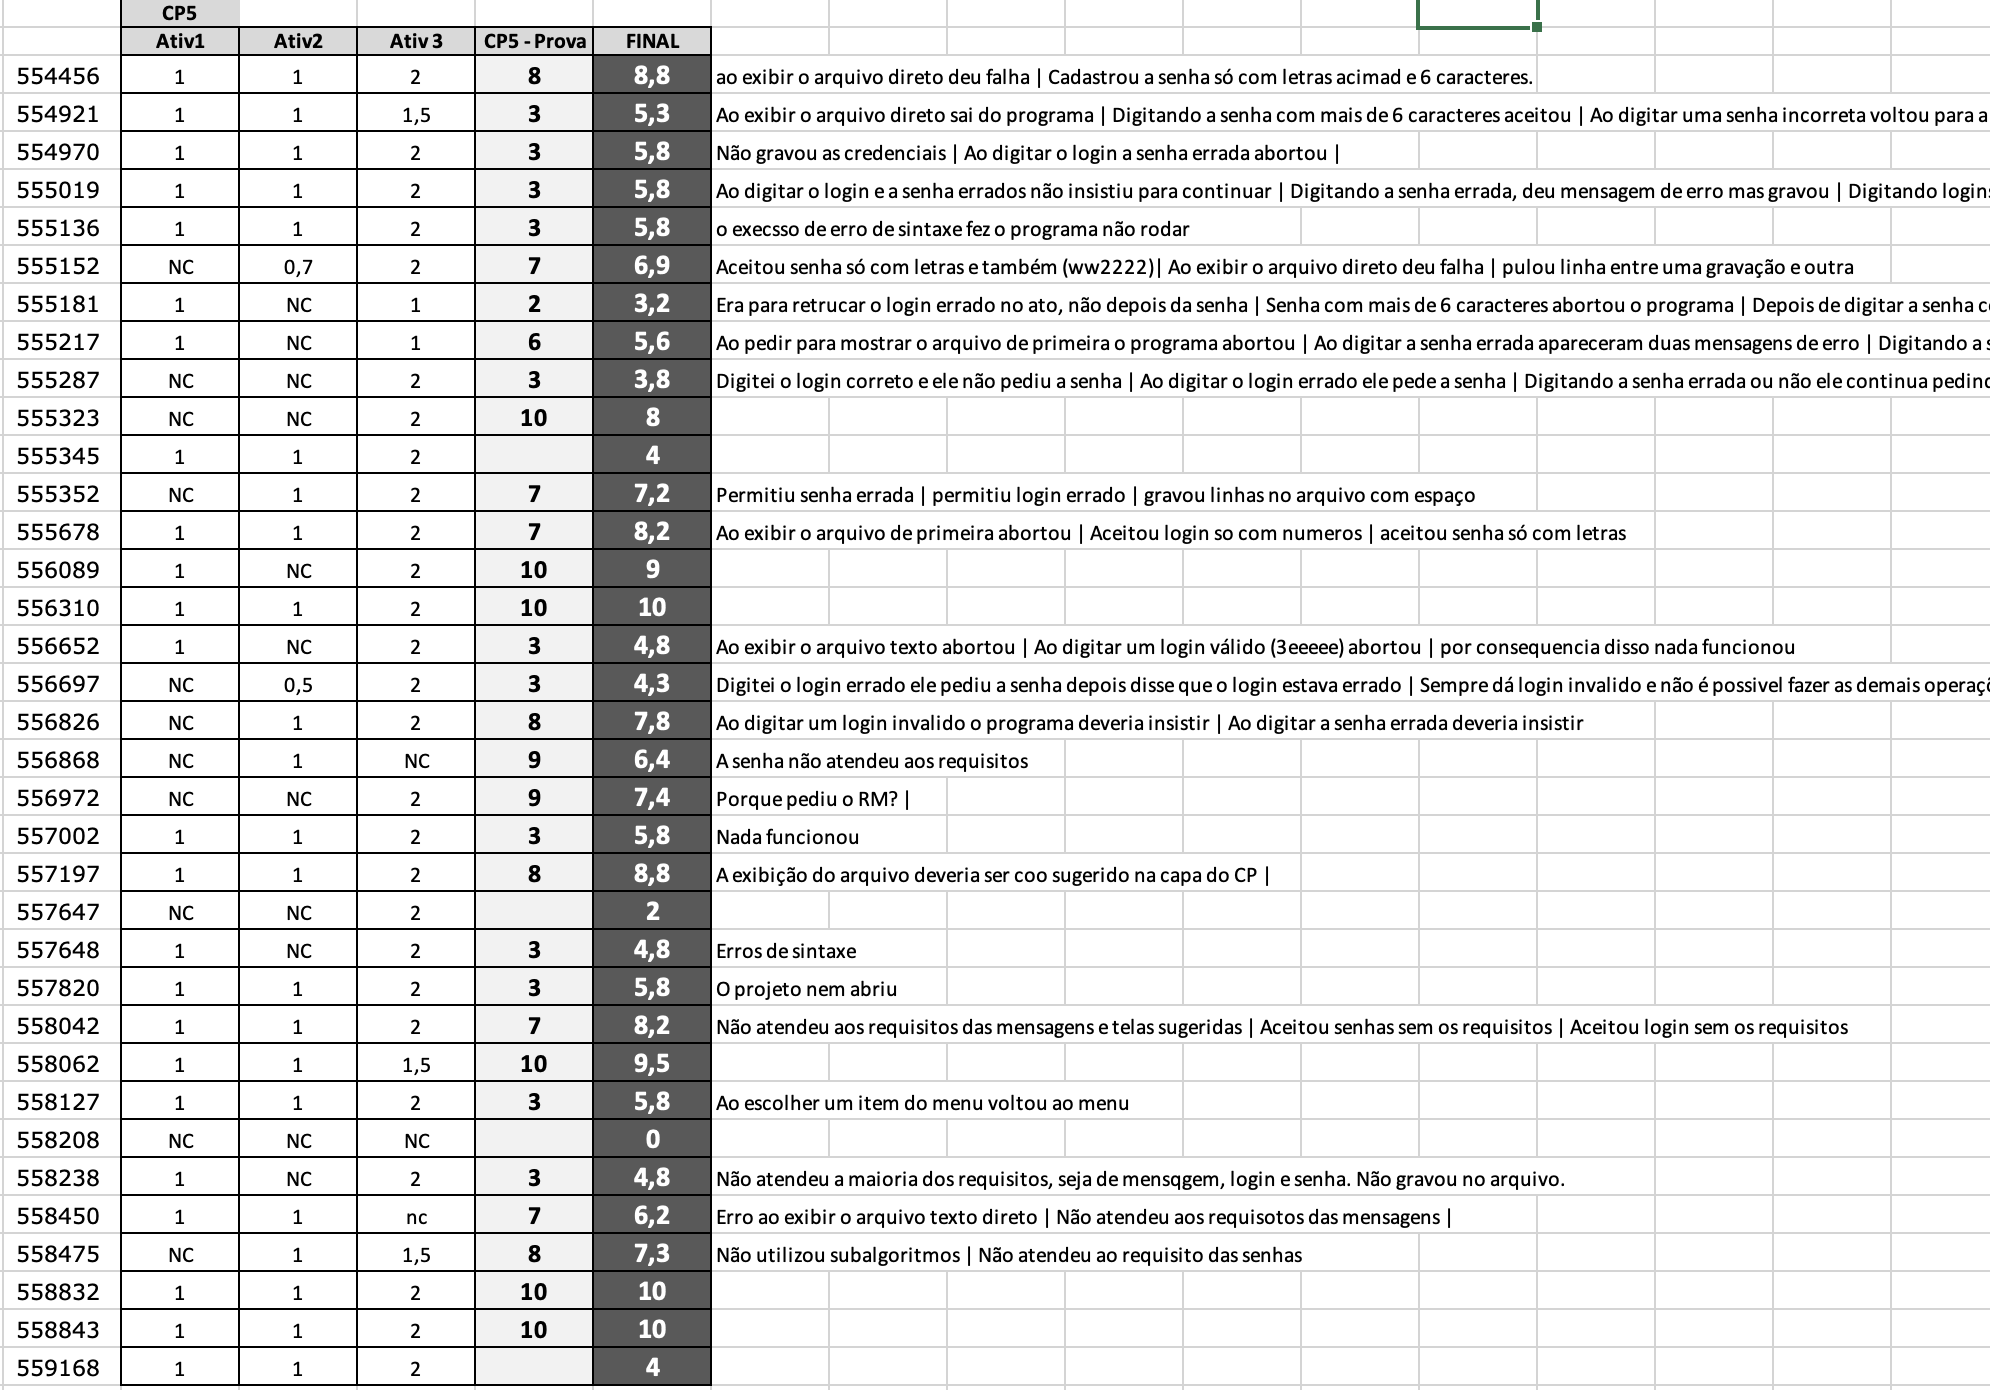 CP5
Ativ1 Ativ2 Ativ 3 CP5 - Prova FINAL
554456 1 1 2 8 8,8 ao exibir o arquivo direto deu falha | Cadastrou a senha só com letras acimad e 6 caracteres.
554921 1 1 1,5 3 5,3 Ao exibir o arquivo direto sai do programa | Digitando a senha com mais de 6 caracteres aceitou | Ao digitar uma senha incorreta voltou para a
554970 1 1 2 3 5,8 Não gravou as credenciais | Ao digitar o login a senha errada abortou |
555019 1 1 2 3 5,8 Ao digitar o login e a senha errados não insistiu para continuar | Digitando a senha errada, deu mensagem de erro mas gravou | Digitando login
555136 1 1 2 3 5,8 o execsso de erro de sintaxe fez o programa não rodar
555152 NC 0,7 2 7 6,9 Aceitou senha só com letras e também (ww2222)| Ao exibir o arquivo direto deu falha | pulou linha entre uma gravação e outra
555181 1 NC 1 2 3,2 Era para retrucar o login errado no ato, não depois da senha | Senha com mais de 6 caracteres abortou o programa | Depois de digitar a senha c
555217 1 NC 1 6 5,6 Ao pedir para mostrar o arquivo de primeira o programa abortou | Ao digitar a senha errada apareceram duas mensagens de erro | Digitando a
555287 NC NC 2 3 3,8 Digitei o login correto e ele não pediu a senha | Ao digitar o login errado ele pede a senha | Digitando a senha errada ou não ele continua pedin
555323 NC NC 2 10 8
555345 1 1 2 4
555352 NC 1 2 7 7,2 Permitiu senha errada | permitiu login errado | gravou linhas no arquivo com espaço
555678 1 1 2 7 8,2 Ao exibir o arquivo de primeira abortou | Aceitou login so com numeros | aceitou senha só com letras
556089 1 NC 2 10 9
556310 1 1 2 10 10
556652 1 NC 2 3 4,8 Ao exibir o arquivo texto abortou | Ao digitar um login válido (3eeeee) abortou | por consequencia disso nada funcionou
556697 NC 0,5 2 3 4,3 Digitei o login errado ele pediu a senha depois disse que o login estava errado | Sempre dá login invalido e não é possivel fazer as demais operaç
556826 NC 1 2 8 7,8 Ao digitar um login invalido o programa deveria insistir | Ao digitar a senha errada deveria insistir
556868 NC 1 NC 9 6,4 A senha não atendeu aos requisitos
556972 NC NC 2 9 7,4 Porque pediu o RM? |
557002 1 1 2 3 5,8 Nada funcionou
557197 1 1 2 8 8,8 A exibição do arquivo deveria ser coo sugerido na capa do CP |
557647 NC NC 2 2
557648 1 NC 2 3 4,8 Erros de sintaxe
557820 1 1 2 3 5,8 O projeto nem abriu
558042 1 1 2 7 8,2 Não atendeu aos requisitos das mensagens e telas sugeridas | Aceitou senhas sem os requisitos | Aceitou login sem os requisitos
558062 1 1 1,5 10 9,5
558127 1 1 2 3 5,8 Ao escolher um item do menu voltou ao menu
558208 NC NC NC 0
558238 1 NC 2 3 4,8 Não atendeu a maioria dos requisitos, seja de mensqgem, login e senha. Não gravou no arquivo.
558450 1 1 nc 7 6,2 Erro ao exibir o arquivo texto direto | Não atendeu aos requisotos das mensagens |
558475 NC 1 1,5 8 7,3 Não utilizou subalgoritmos | Não atendeu ao requisito das senhas
558832 1 1 2 10 10
558843 1 1 2 10 10
559168 1 1 2 4